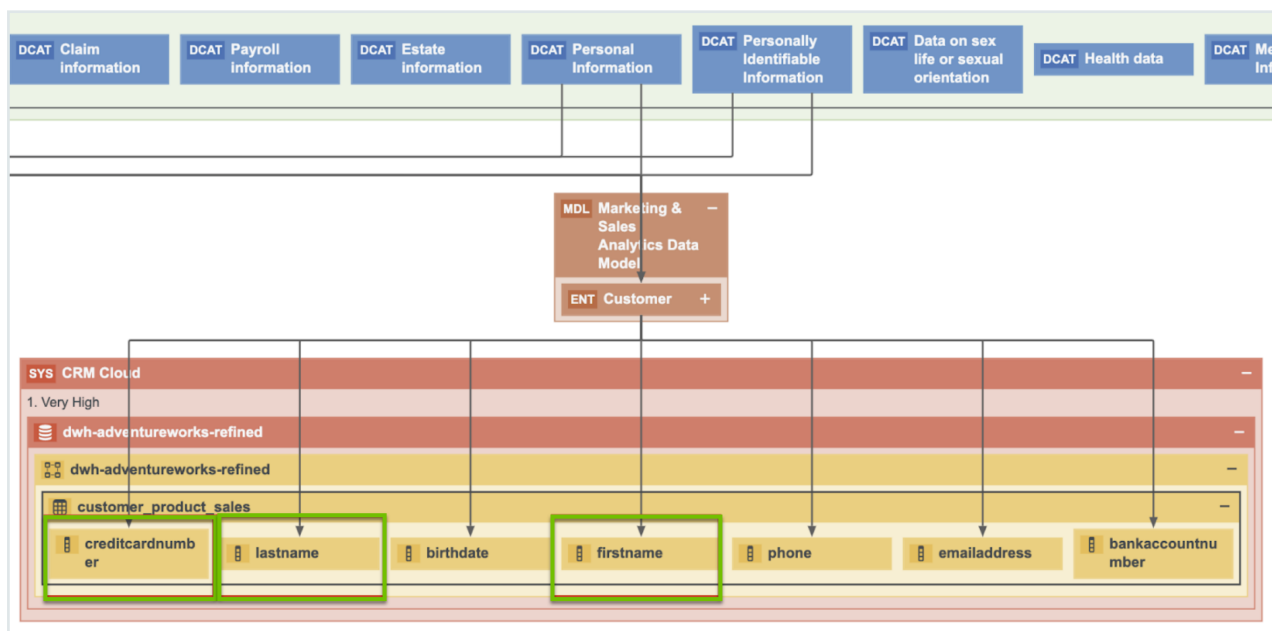 DCAT Claim
information
DCAT Payroll
information
DCAT Estate
information
DCAT Personal
Information
DCAT Personally
Identifiable
Information
DCAT Data on sex
life or sexual
orientation
DCAT Health data
DCAT
MDL Marketing &
Sales
Analytics Data
Model
ENT Customer
SYS CRM Cloud
1. Very High
dwh-adventureworks-refined
dwh-adventureworks-refined
customer_product_sales
creditcardnumb
er
lastname
birthdate
firstname
phone
emailaddress
bankaccountnu
mber